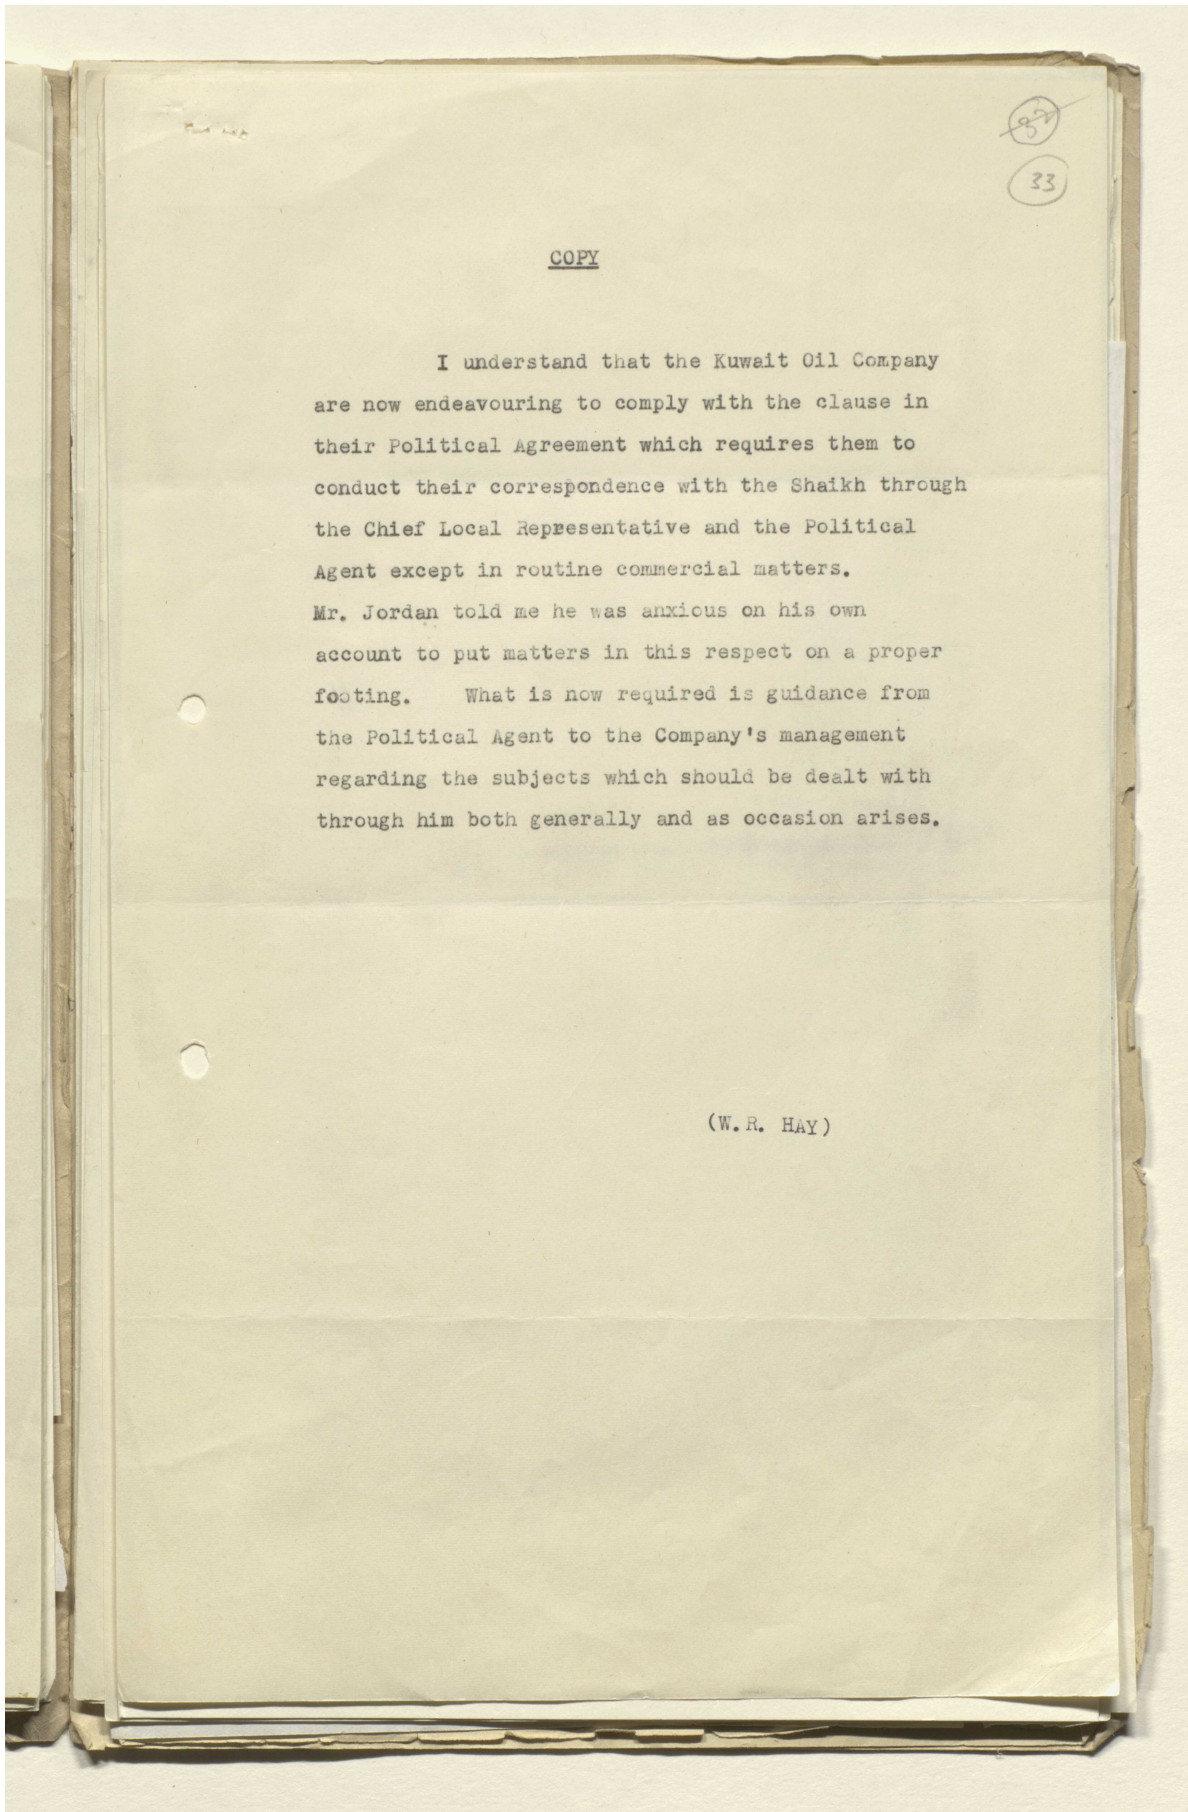 82
33
COPY
I understand that the Kuwait Oil Company
are now endeavouring to comply with the clause in
their Political Agreement which requires them to
conduct their correspondence with the Shaikh through
the Chief Local Representative and the Political
Agent except in routine commercial matters.
Mr. Jordan told me he was anxious on his own
account to put matters in this respect on a proper
footing. What is now required is guidance from
the Political Agent to the Company's management
regarding the subjects which should be dealt with
through him both generally and as occasion arises.
(W.R. HAY)